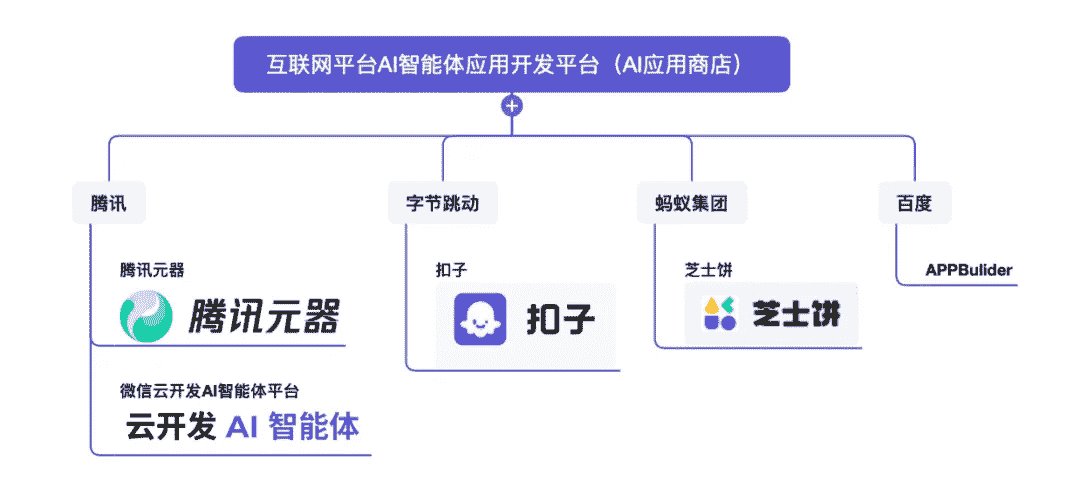 互联网平台AI智能体应用开发平台（AI应用商店）
腾讯
字节跳动
蚂蚁集团
百度
腾讯元器
腾讯元器
微信云开发AI智能体平台
云开发 AI 智能体
扣子
扣子
芝士饼
芝士饼
APPBulider